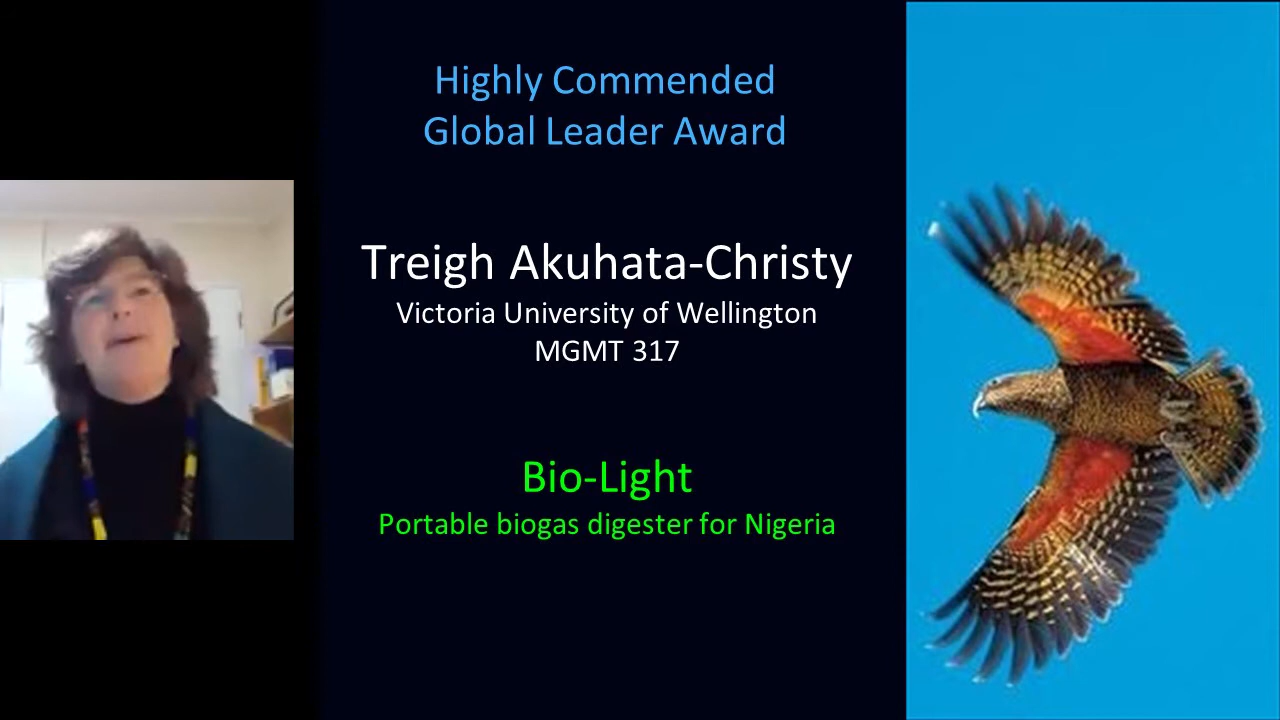 Highly Commended
Global Leader Award
Treigh Akuhata-Christy
Victoria University of Wellington
MGMT 317
Bio-Light
Portable biogas digester for Nigeria